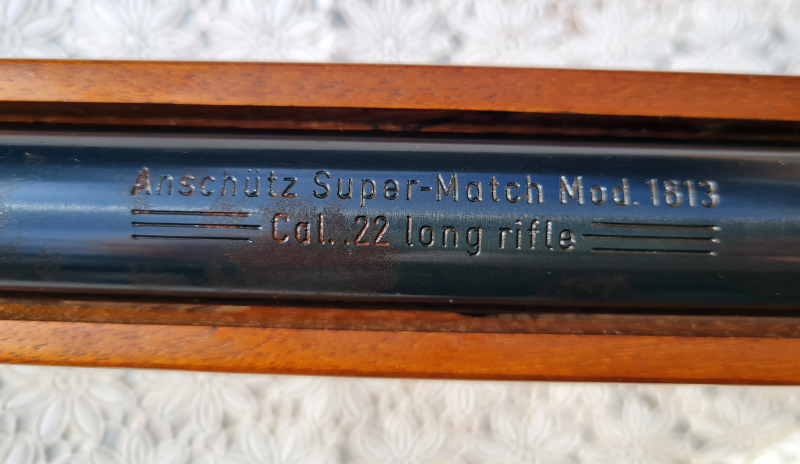 Anschütz Super-Match Mod. 1813
Cal. .22 long rifle